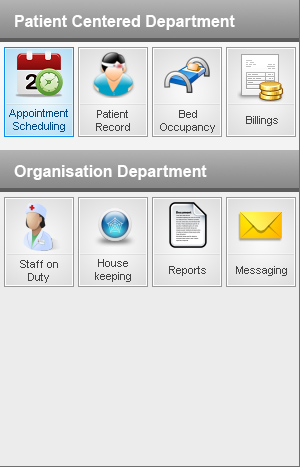 Patient Centered Department
2
Appointment
Scheduling
Patient
Record
Bed
Occupancy
Billings
Organisation Department
Staff on
Duty
House
keeping
Document
Reports
Messaging